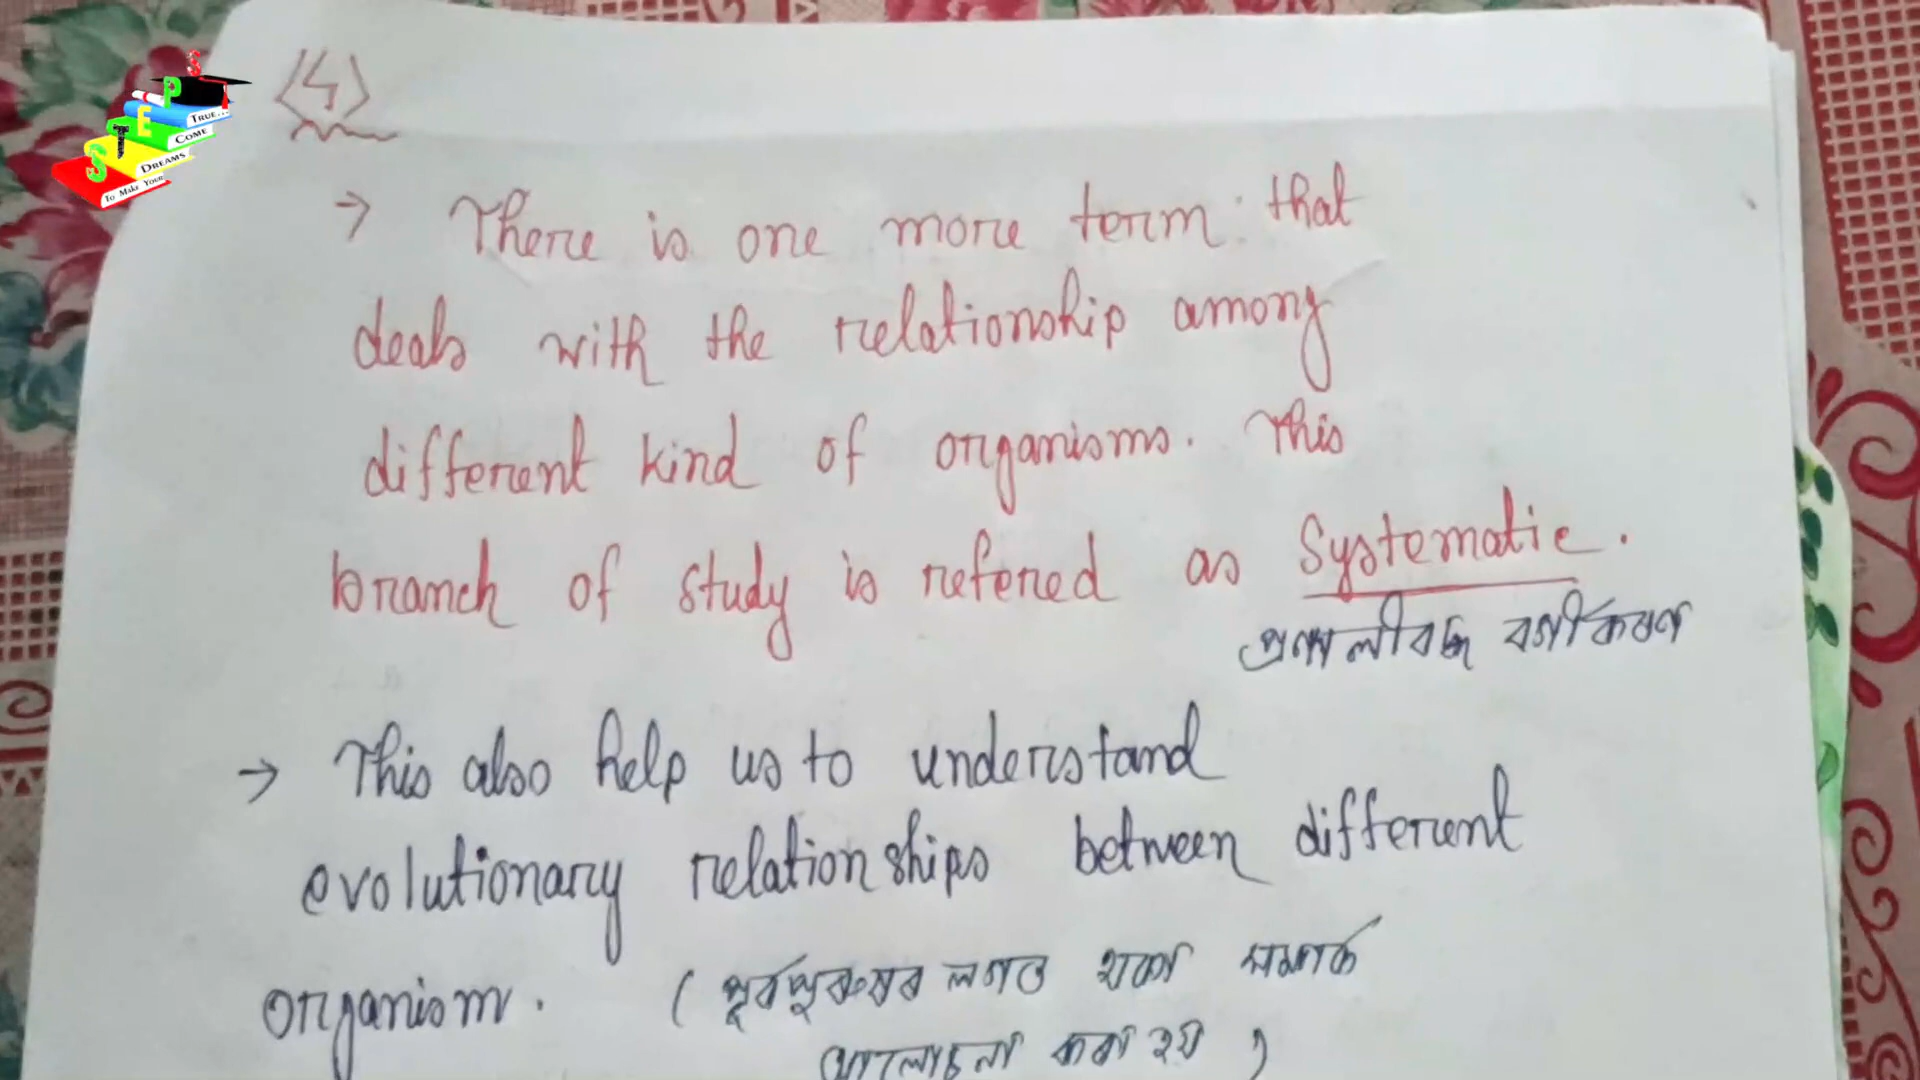 S
P
E
T
S
TRUE...
COME
DREAMS
To Make Your
<4>
→ There is one more term that
deals with the relationship among
different kind of organisms. This
branch of study is refered as Systematic.
প্ৰণালীবদ্ধ বৰ্গীকৰণ
→ This also help us to understand
evolutionary relationships between different
organism. (পূৰ্বপুৰুষৰ লগত থকা সম্পৰ্ক
আলোচনা কৰা হয় )